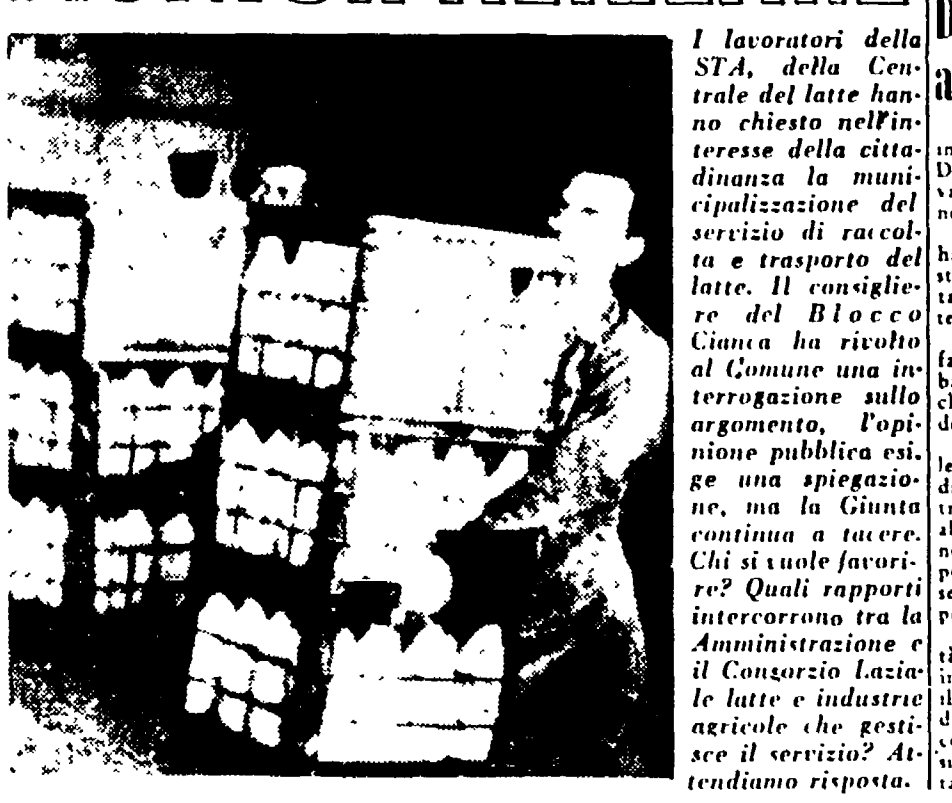 I lavoratori della
STA, della Cen-
trale del latte han-
no chiesto nell'in-
teresse della citta-
dinanza la muni-
cipalizzazione del
servizio di raccol-
ta e trasporto del
latte. Il consiglie-
re del Blocco
Cianca ha rivolto
al Comune una in-
terrogazione sullo
argomento, l'opi-
nione pubblica esi-
ge una spiegazio-
ne, ma la Giunta
continua a tacere.
Chi si vuole favori-
re? Quali rapporti
intercorrono tra la
Amministrazione e
il Consorzio Lazia-
le latte e industrie
agricole che gesti-
sce il servizio? At-
tendiamo risposta.